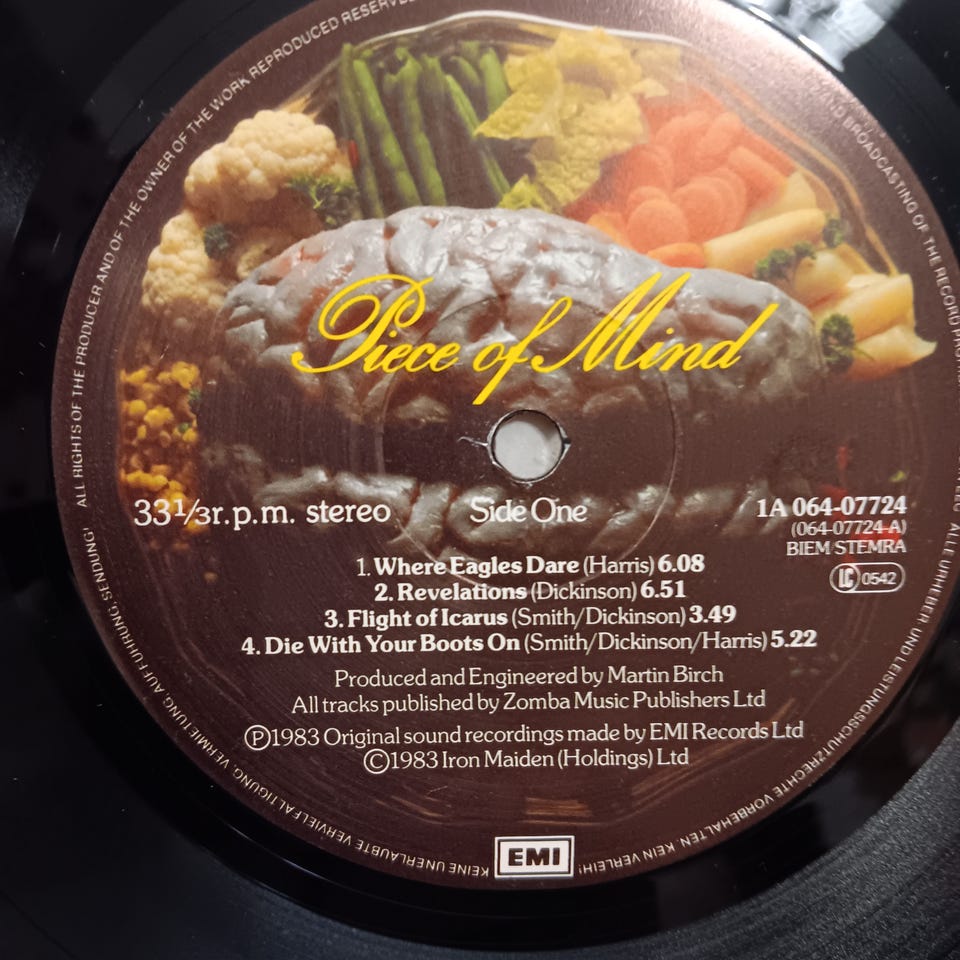 ALL RIGHTS OF THE PRODUCER AND OF THE OWNER OF THE WORK REPRODUCED RESERVED
AND BROADCASTING OF THE RECORD
Piece of Mind
33⅓r.p.m. stereo
Side One
1A 064-07724
(064-07724-A)
BIEM STEMRA
LC 0542
1. Where Eagles Dare (Harris) 6.08
2. Revelations (Dickinson) 6.51
3. Flight of Icarus (Smith/Dickinson) 3.49
4. Die With Your Boots On (Smith/Dickinson/Harris) 5.22
Produced and Engineered by Martin Birch
All tracks published by Zomba Music Publishers Ltd
Ⓟ1983 Original sound recordings made by EMI Records Ltd
©1983 Iron Maiden (Holdings) Ltd
EMI
ALLE URHEBER UND LEISTUNGSSCHUTZRECHTE VORBEHALTEN. KEIN VERLEIH!
KEINE UNERLAUBTE VERVIELFALTIGUNG, VERMIETUNG, AUFFUHRUNG, SENDUNG!